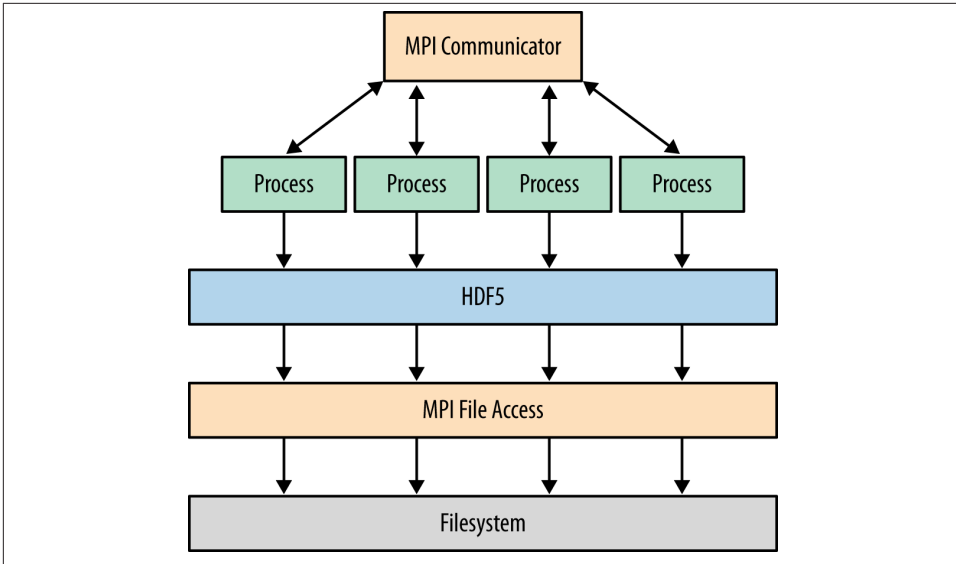 MPI Communicator
Process
Process
Process
Process
HDF5
MPI File Access
Filesystem